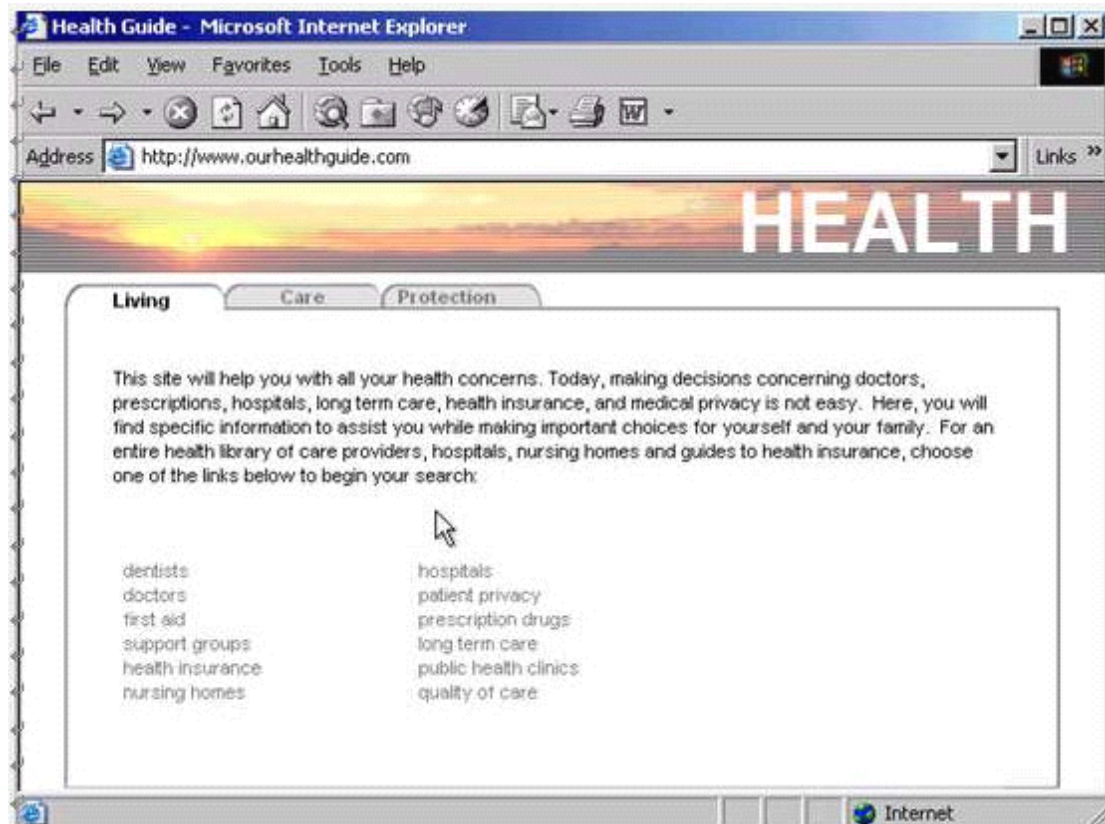 Health Guide - Microsoft Internet Explorer
File Edit View Favorites Tools Help
Address http://www.ourhealthguide.com Links »
HEALTH
Living Care Protection
This site will help you with all your health concerns. Today, making decisions concerning doctors,
prescriptions, hospitals, long term care, health insurance, and medical privacy is not easy. Here, you will
find specific information to assist you while making important choices for yourself and your family. For an
entire health library of care providers, hospitals, nursing homes and guides to health insurance, choose
one of the links below to begin your search:
dentists hospitals
doctors patient privacy
first aid prescription drugs
support groups long term care
health insurance public health clinics
nursing homes quality of care
Internet